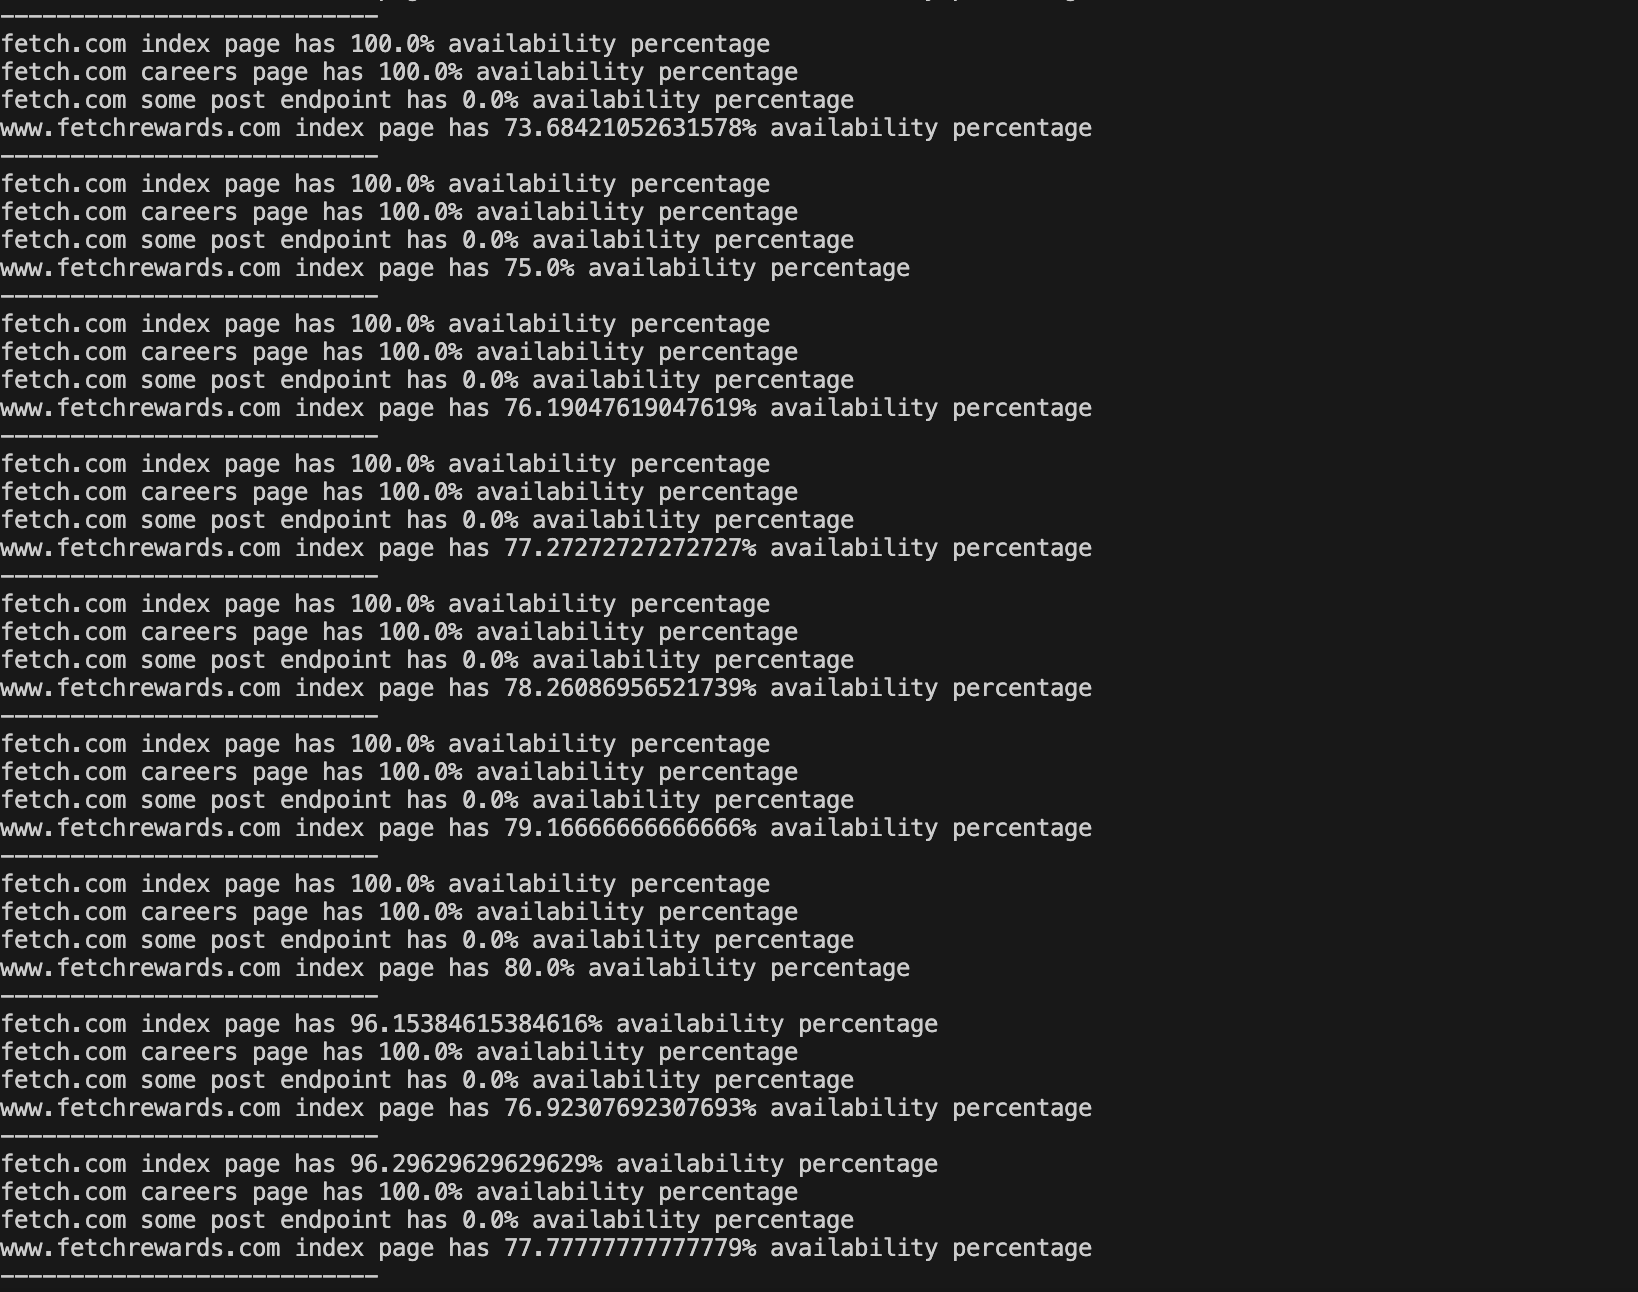 ---------------------------
fetch.com index page has 100.0% availability percentage
fetch.com careers page has 100.0% availability percentage
fetch.com some post endpoint has 0.0% availability percentage
www.fetchrewards.com index page has 73.68421052631578% availability percentage
---------------------------
fetch.com index page has 100.0% availability percentage
fetch.com careers page has 100.0% availability percentage
fetch.com some post endpoint has 0.0% availability percentage
www.fetchrewards.com index page has 75.0% availability percentage
---------------------------
fetch.com index page has 100.0% availability percentage
fetch.com careers page has 100.0% availability percentage
fetch.com some post endpoint has 0.0% availability percentage
www.fetchrewards.com index page has 76.19047619047619% availability percentage
---------------------------
fetch.com index page has 100.0% availability percentage
fetch.com careers page has 100.0% availability percentage
fetch.com some post endpoint has 0.0% availability percentage
www.fetchrewards.com index page has 77.27272727272727% availability percentage
---------------------------
fetch.com index page has 100.0% availability percentage
fetch.com careers page has 100.0% availability percentage
fetch.com some post endpoint has 0.0% availability percentage
www.fetchrewards.com index page has 78.26086956521739% availability percentage
---------------------------
fetch.com index page has 100.0% availability percentage
fetch.com careers page has 100.0% availability percentage
fetch.com some post endpoint has 0.0% availability percentage
www.fetchrewards.com index page has 79.16666666666666% availability percentage
---------------------------
fetch.com index page has 100.0% availability percentage
fetch.com careers page has 100.0% availability percentage
fetch.com some post endpoint has 0.0% availability percentage
www.fetchrewards.com index page has 80.0% availability percentage
---------------------------
fetch.com index page has 96.15384615384616% availability percentage
fetch.com careers page has 100.0% availability percentage
fetch.com some post endpoint has 0.0% availability percentage
www.fetchrewards.com index page has 76.92307692307693% availability percentage
---------------------------
fetch.com index page has 96.29629629629629% availability percentage
fetch.com careers page has 100.0% availability percentage
fetch.com some post endpoint has 0.0% availability percentage
www.fetchrewards.com index page has 77.77777777777779% availability percentage
---------------------------